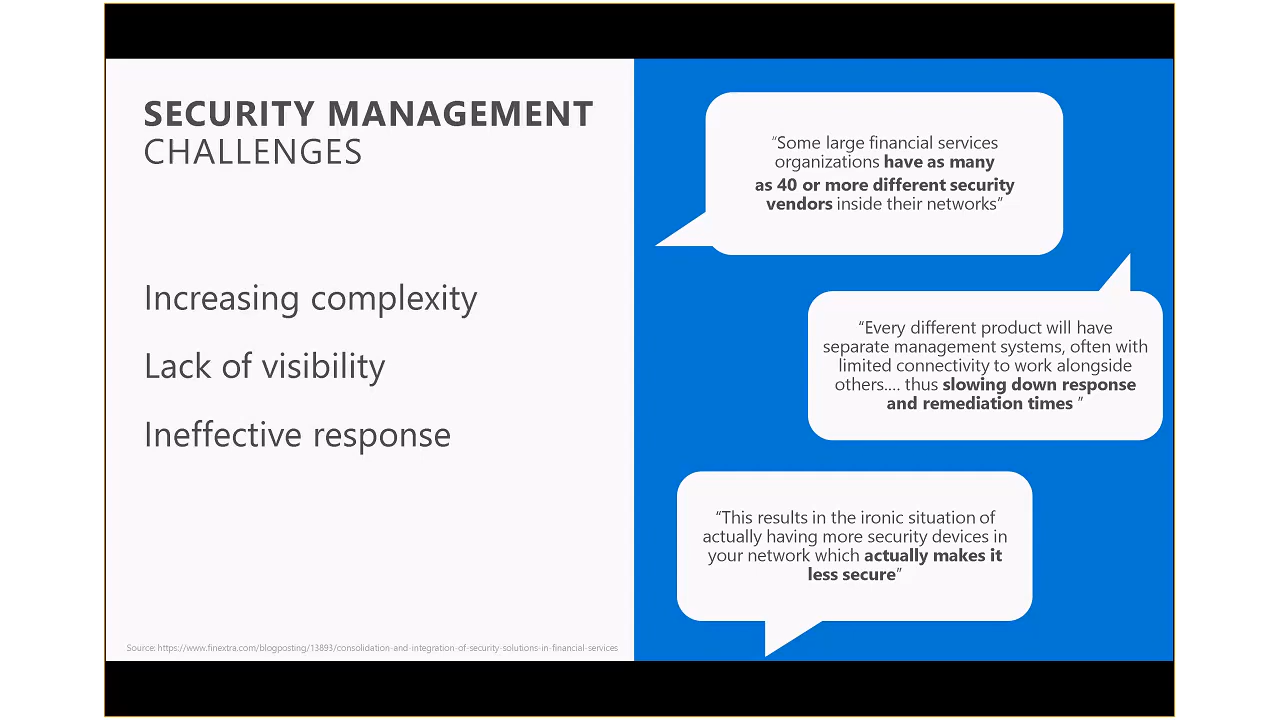 SECURITY MANAGEMENT
CHALLENGES
Increasing complexity
Lack of visibility
Ineffective response
Source: https://www.finextra.com/blogposting/13893/consolidation-and-integration-of-security-solutions-in-financial-services
“Some large financial services
organizations have as many
as 40 or more different security
vendors inside their networks”
“Every different product will have
separate management systems, often with
limited connectivity to work alongside
others.... thus slowing down response
and remediation times ”
“This results in the ironic situation of
actually having more security devices in
your network which actually makes it
less secure”